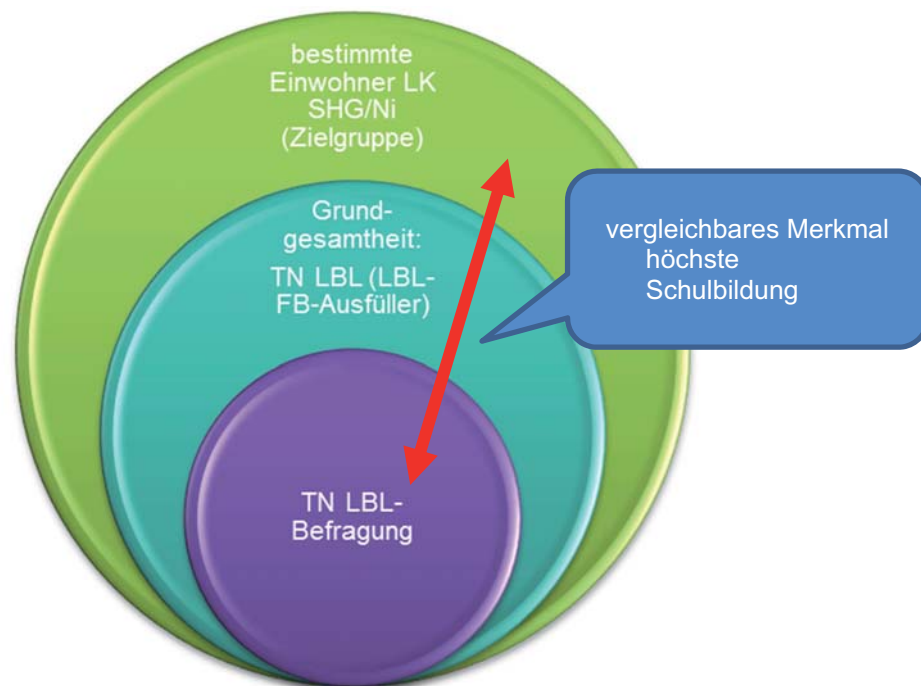 bestimmte
Einwohner LK
SHG/Ni
(Zielgruppe)
Grund-
gesamtheit:
TN LBL (LBL-
FB-Ausfüller)
vergleichbares Merkmal
höchste
Schulbildung
TN LBL-
Befragung